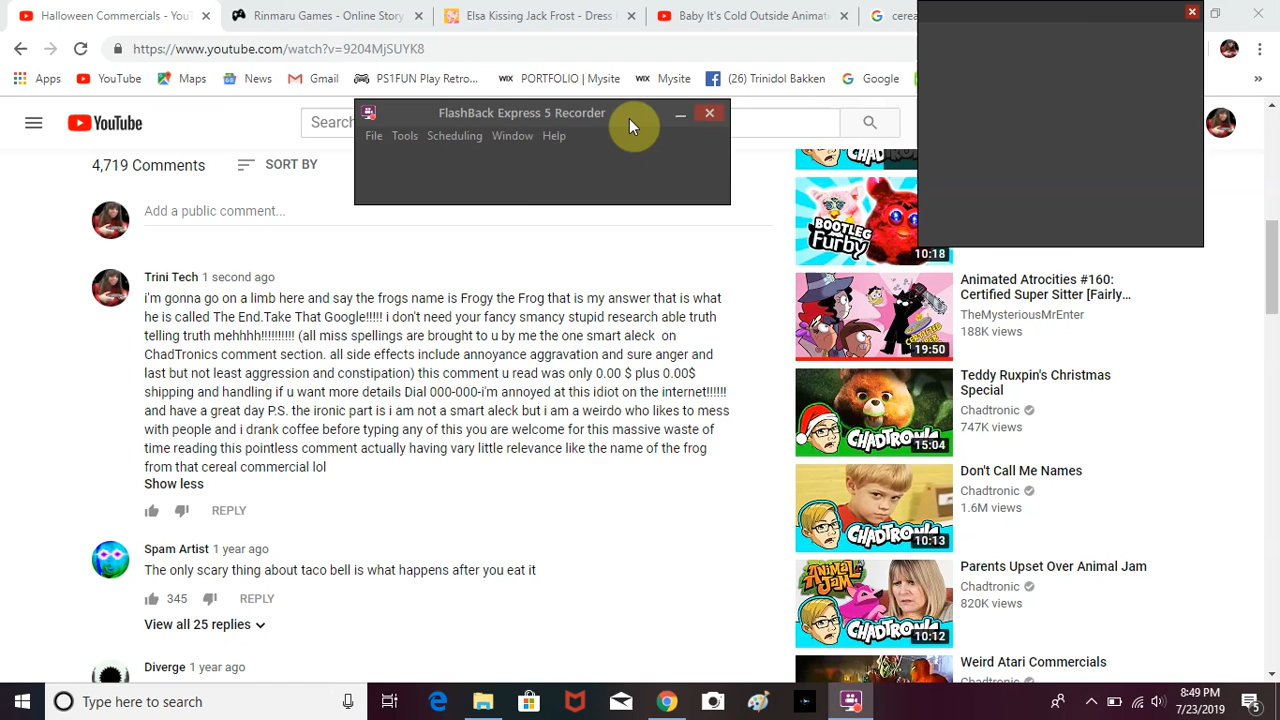 Halloween Commercials - You
Rinmaru Games - Online Story
Elsa Kissing Jack Frost - Dress
Baby It's Cold Outside Animati
cerea
https://www.youtube.com/watch?v=9204MjSUYK8
Apps
YouTube
Maps
News
Gmail
PS1FUN Play Retro...
WIX PORTFOLIO | Mysite
WIX Mysite
(26) Trinidol Bakken
Google
»
FlashBack Express 5 Recorder
File Tools Scheduling Window Help
YouTube
Search
4,719 Comments
SORT BY
Add a public comment...
Trini Tech 1 second ago
i'm gonna go on a limb here and say the frogs name is Frogy the Frog that is my answer that is what
he is called The End.Take That Google!!!!! i don't need your fancy smancy stupid research able truth
telling truth mehhhh!!!!!!!!!! (all miss spellings are brought to u by me the one smart aleck on
ChadTronics Comment section. all side effects include annoyance aggravation and sure anger and
last but not least aggression and constipation) this comment u read was only 0.00 $ plus 0.00$
shipping and handling if u want more details Dial 000-000-i'm annoyed at this idiot on the internet!!!!!!
and have a great day P.S. the ironic part is i am not a smart aleck but i am a weirdo who likes to mess
with people and i drank coffee before typing any of this you are welcome for this massive waste of
time reading this pointless comment actually having vary little relevance like the name of the frog
from that cereal commercial lol
Show less
REPLY
Spam Artist 1 year ago
The only scary thing about taco bell is what happens after you eat it
345 REPLY
View all 25 replies
Diverge 1 year ago
CHADTRO
BOOTLEG
Furby
10:18
CERTIFIED
19:50
Animated Atrocities #160:
Certified Super Sitter [Fairly...
TheMysteriousMrEnter
188K views
CHADTRONIC
15:04
Teddy Ruxpin's Christmas
Special
Chadtronic
747K views
CHADTRONIC
10:13
Don't Call Me Names
Chadtronic
1.6M views
ANIMAL
JAM
CHADTRONIC
10:12
Parents Upset Over Animal Jam
Chadtronic
820K views
Weird Atari Commercials
Chadtronic
Type here to search
8:49 PM
7/23/2019
5